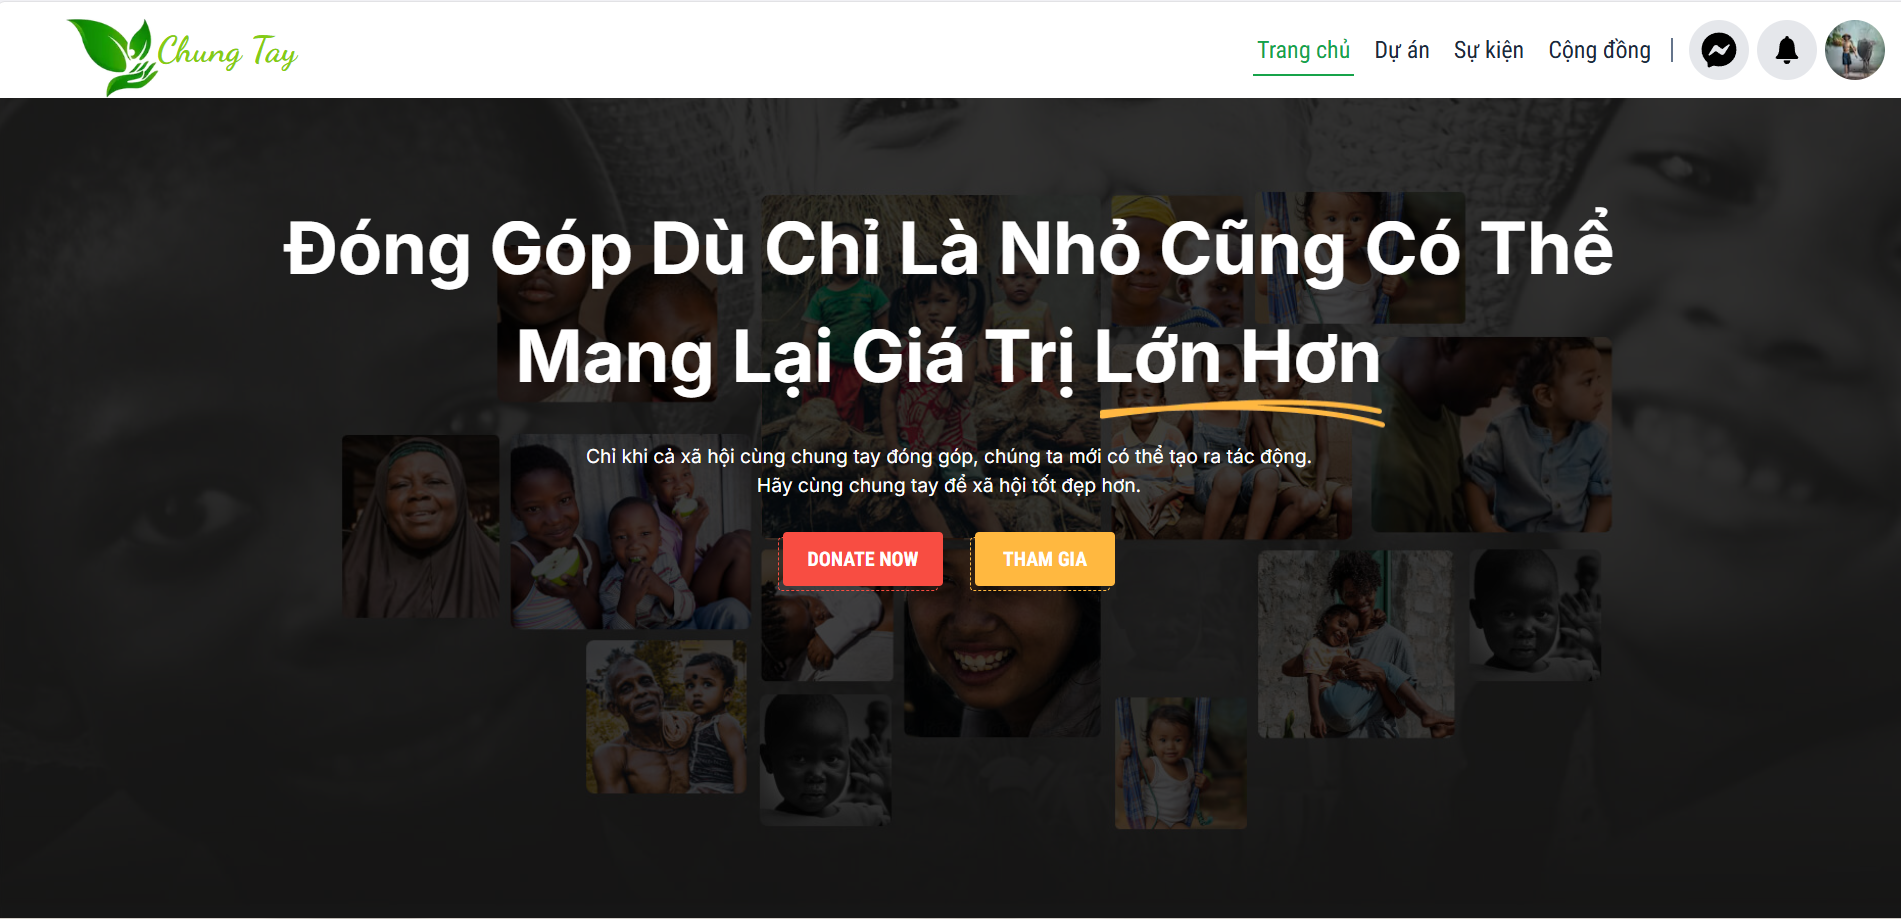 Chung Tay
Trang chủ Dự án Sự kiện Cộng đồng |
Đóng Góp Dù Chỉ Là Nhỏ Cũng Có Thể
Mang Lại Giá Trị Lớn Hơn
Chỉ khi cả xã hội cùng chung tay đóng góp, chúng ta mới có thể tạo ra tác động.
Hãy cùng chung tay để xã hội tốt đẹp hơn.
DONATE NOW THAM GIA